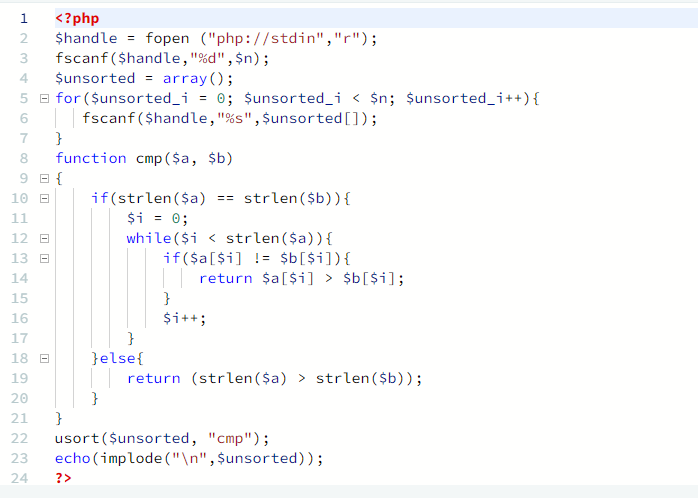 1 <?php
2 $handle = fopen ("php://stdin","r");
3 fscanf($handle,"%d",$n);
4 $unsorted = array();
5 for($unsorted_i = 0; $unsorted_i < $n; $unsorted_i++){
6     fscanf($handle,"%s",$unsorted[]);
7 }
8 function cmp($a, $b)
9 {
10     if(strlen($a) == strlen($b)){
11         $i = 0;
12         while($i < strlen($a)){
13             if($a[$i] != $b[$i]){
14                 return $a[$i] > $b[$i];
15             }
16             $i++;
17         }
18     }else{
19         return (strlen($a) > strlen($b));
20     }
21 }
22 usort($unsorted, "cmp");
23 echo(implode("\n",$unsorted));
24 ?>